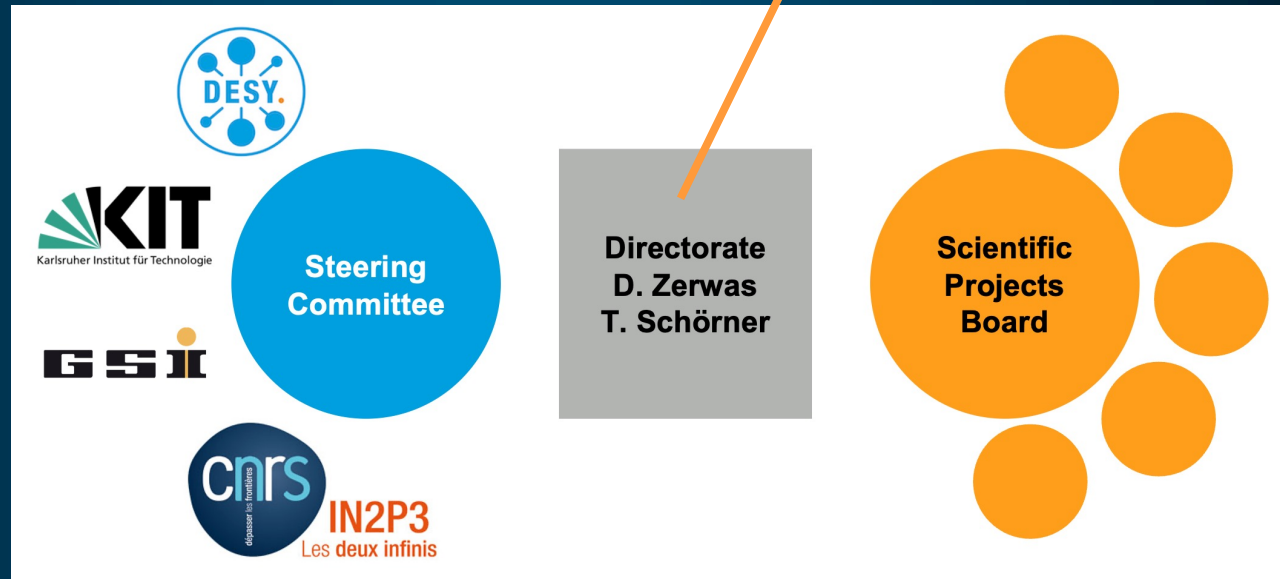 DESY.
KIT
Karlsruher Institut für Technologie
GSI
cnrs
dépasser les frontières
IN2P3
Les deux infinis
Steering
Committee
Directorate
D. Zerwas
T. Schörner
Scientific
Projects
Board